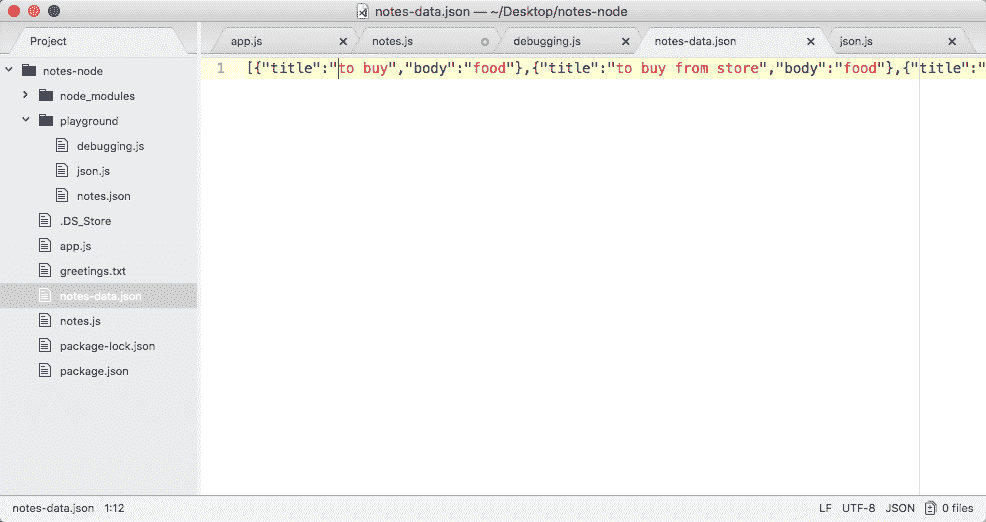 notes-data.json — ~/Desktop/notes-node
Project
app.js
notes.js
debugging.js
notes-data.json
json.js
notes-node
node_modules
playground
debugging.js
json.js
notes.json
.DS_Store
app.js
greetings.txt
notes-data.json
notes.js
package-lock.json
package.json
1 [{"title":"to buy","body":"food"},{"title":"to buy from store","body":"food"},{"title":"
notes-data.json 1:12 LF UTF-8 JSON 0 files